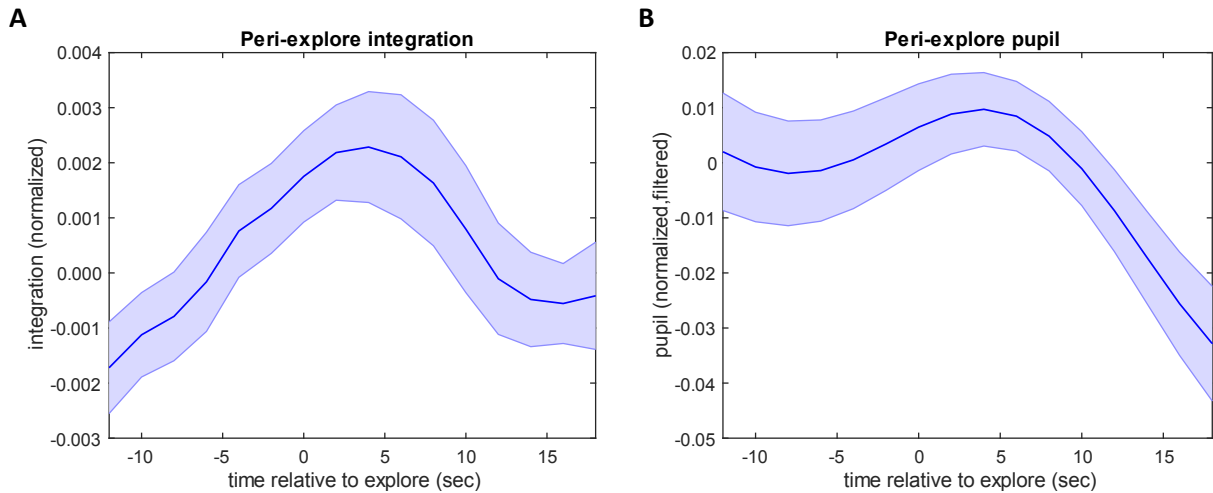 A
Peri-explore integration
0.004
0.003
0.002
0.001
0.000
-0.001
-0.002
-0.003
integration (normalized)
-10 -5 0 5 10 15
time relative to explore (sec)
B
Peri-explore pupil
0.02
0.01
0
-0.01
-0.02
-0.03
-0.04
-0.05
pupil (normalized,filtered)
-10 -5 0 5 10 15
time relative to explore (sec)